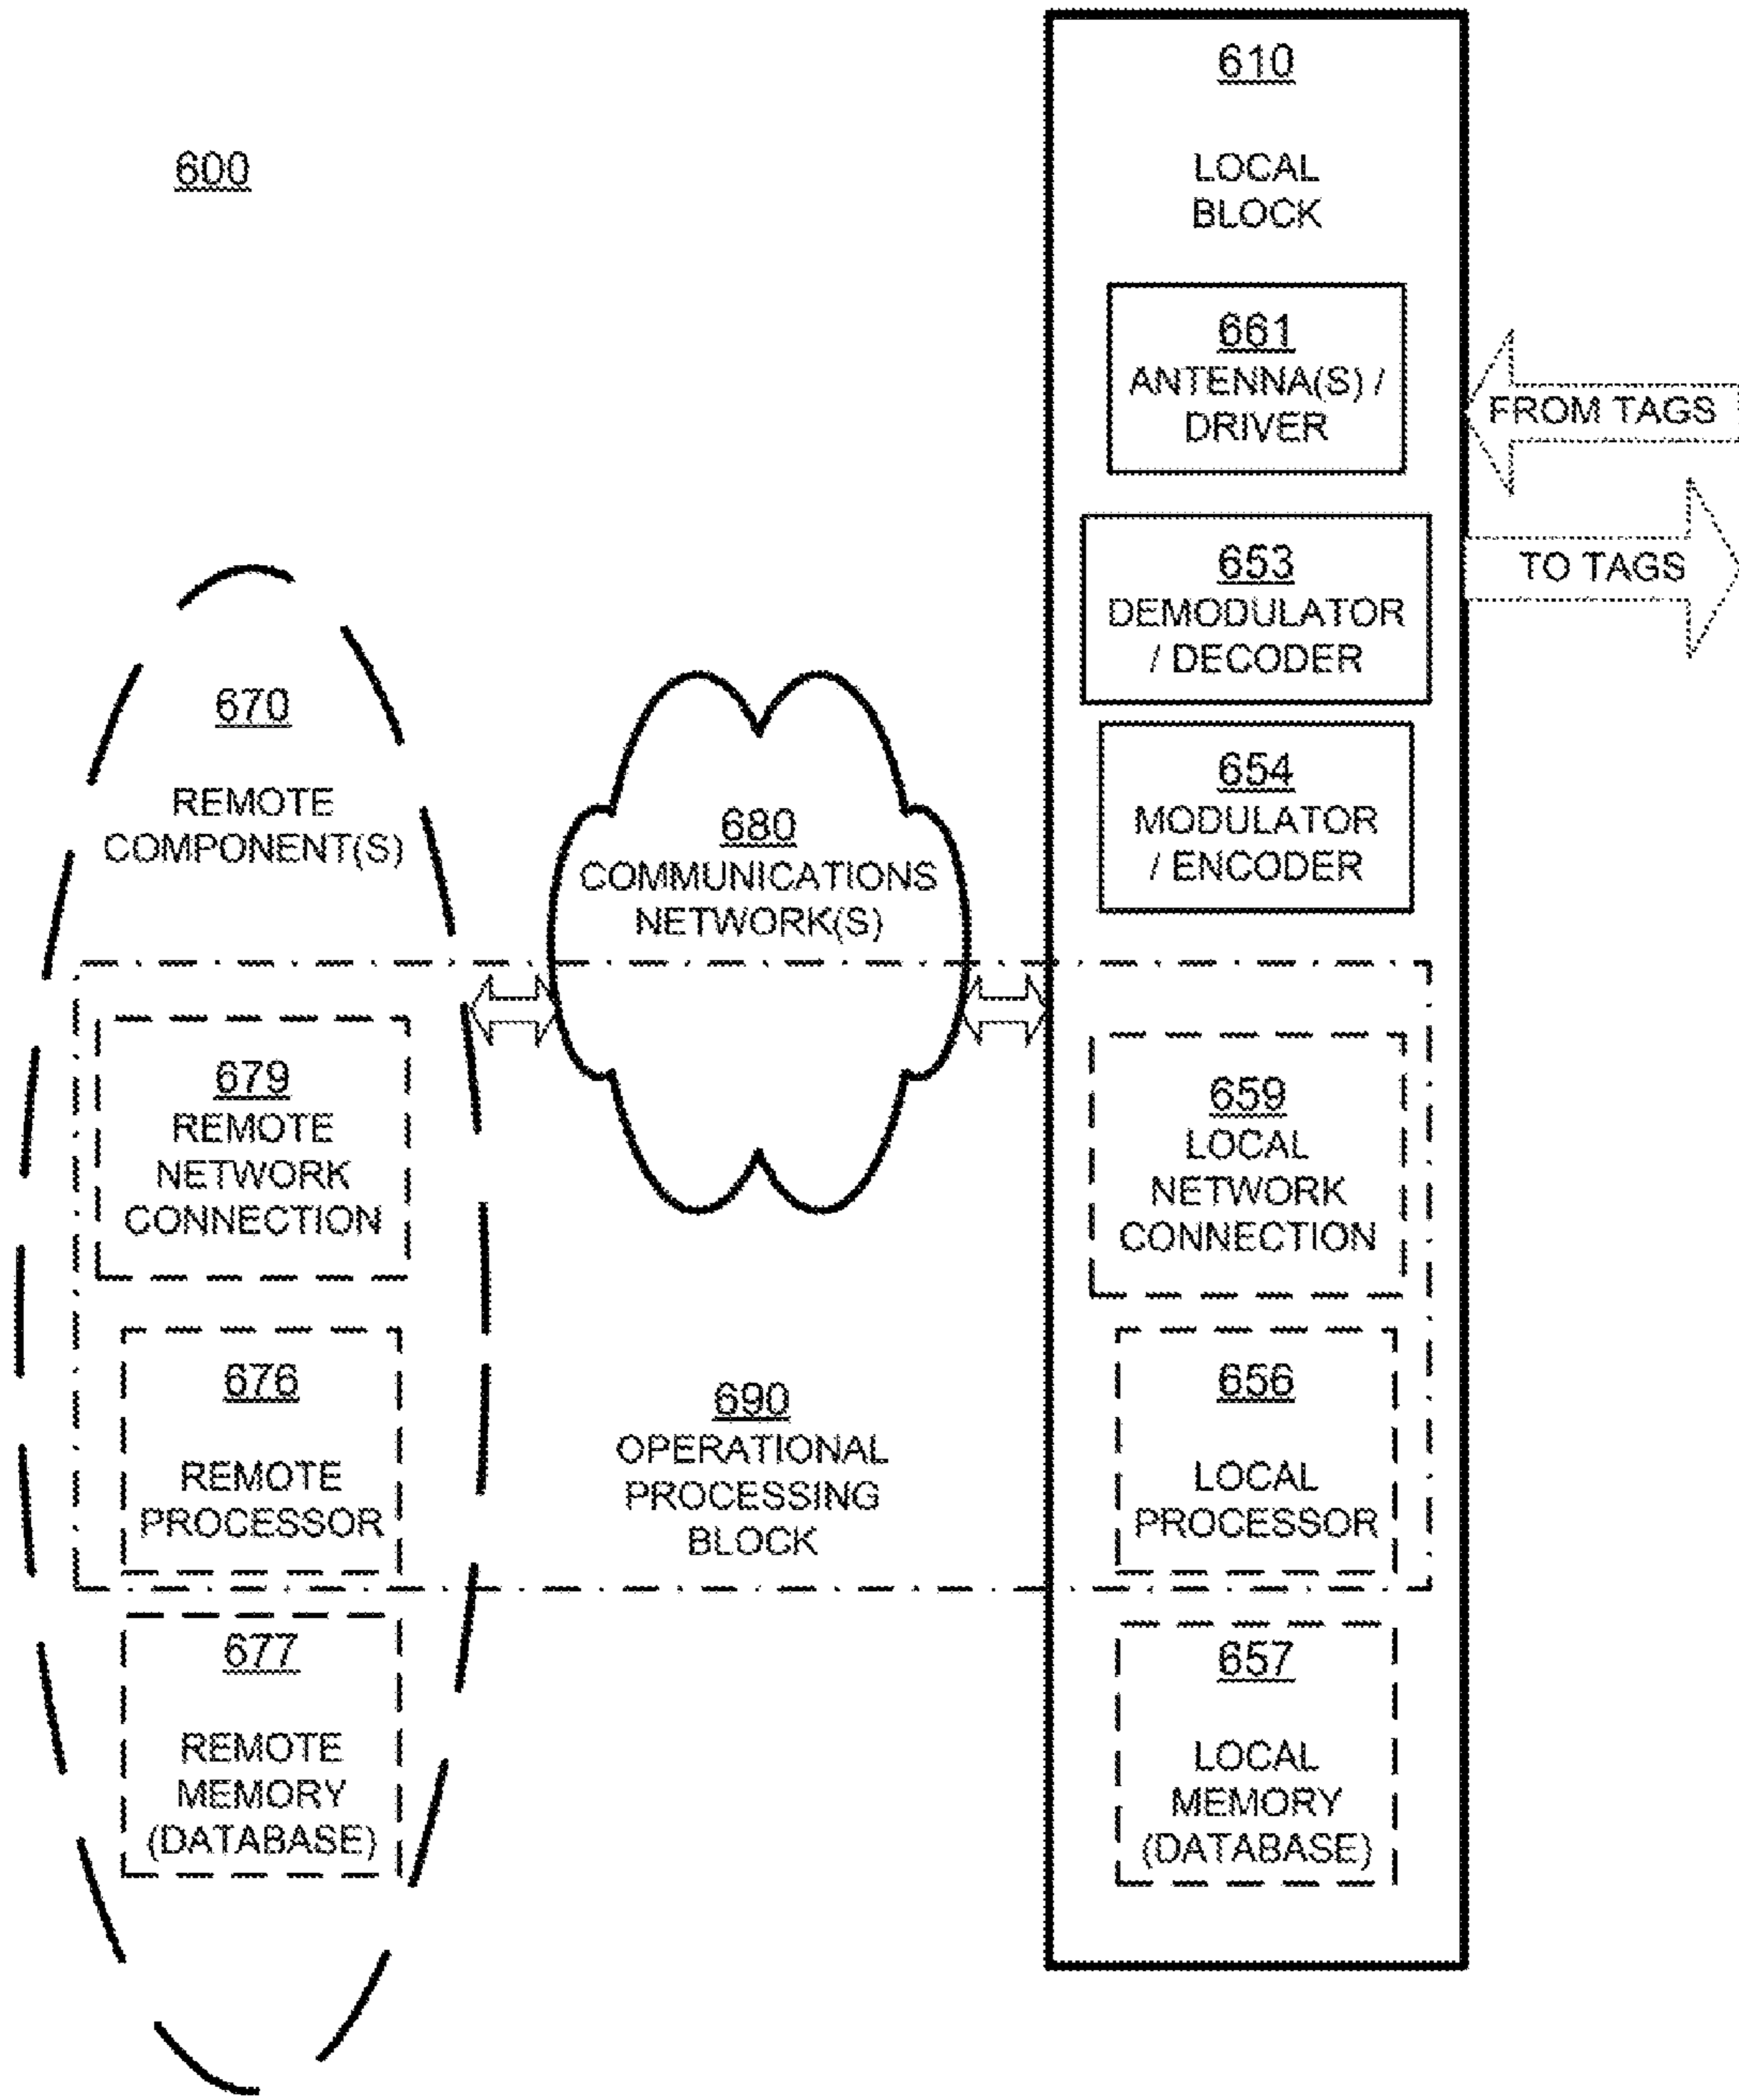 600
610
LOCAL
BLOCK
661
ANTENNA(S) /
DRIVER
FROM TAGS
653
DEMODULATOR
/ DECODER
TO TAGS
654
MODULATOR
/ ENCODER
670
REMOTE
COMPONENT(S)
680
COMMUNICATIONS
NETWORK(S)
679
REMOTE
NETWORK
CONNECTION
659
LOCAL
NETWORK
CONNECTION
676
REMOTE
PROCESSOR
690
OPERATIONAL
PROCESSING
BLOCK
656
LOCAL
PROCESSOR
677
REMOTE
MEMORY
(DATABASE)
657
LOCAL
MEMORY
(DATABASE)